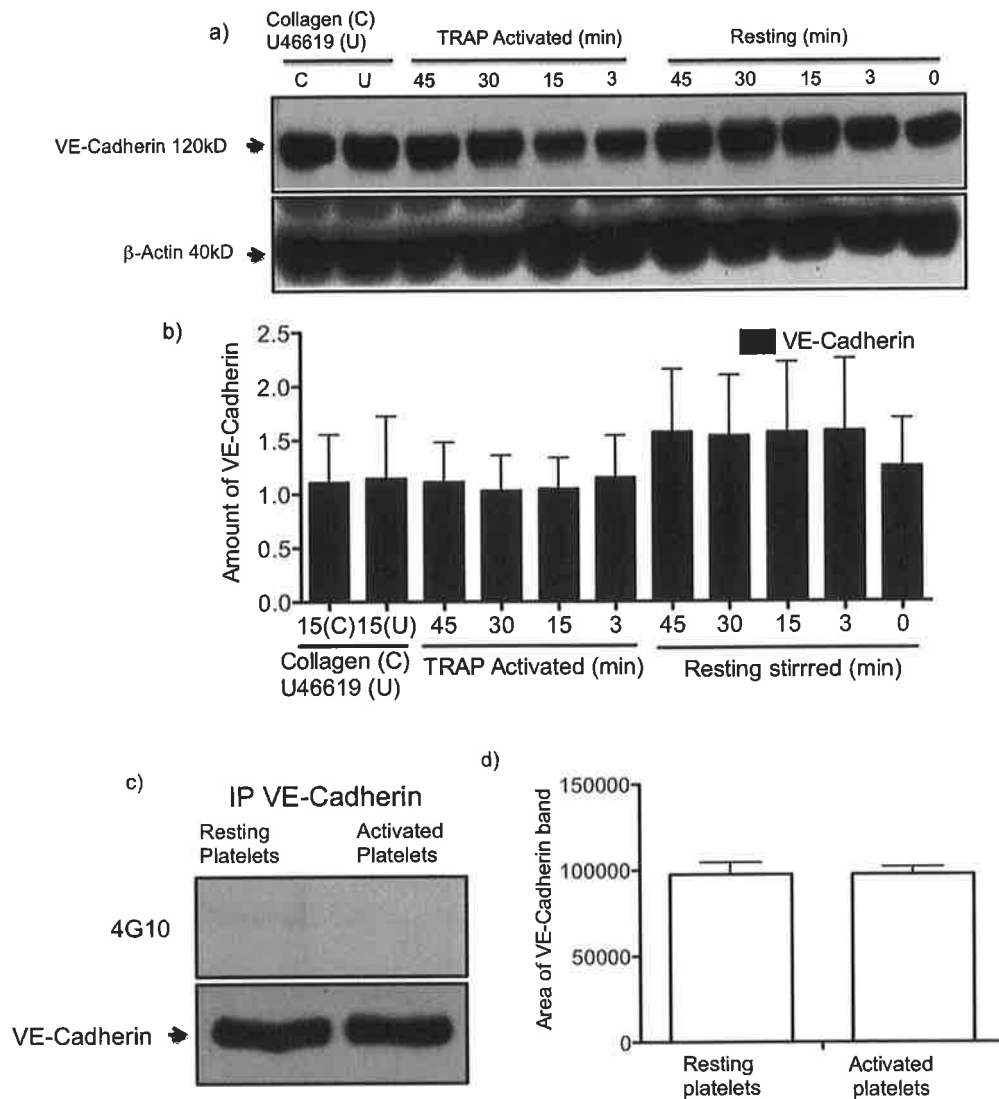 a)
Collagen (C)
U46619 (U)
TRAP Activated (min)
Resting (min)
C U 45 30 15 3 45 30 15 3 0
VE-Cadherin 120kD
β-Actin 40kD
b)
Amount of VE-Cadherin
2.5
2.0
1.5
1.0
0.5
0.0
VE-Cadherin
15(C) 15(U) 45 30 15 3 45 30 15 3 0
Collagen (C)
U46619 (U)
TRAP Activated (min)
Resting stirrred (min)
c)
IP VE-Cadherin
Resting
Platelets
Activated
Platelets
4G10
VE-Cadherin
d)
Area of VE-Cadherin band
150000
100000
50000
0
Resting
platelets
Activated
platelets